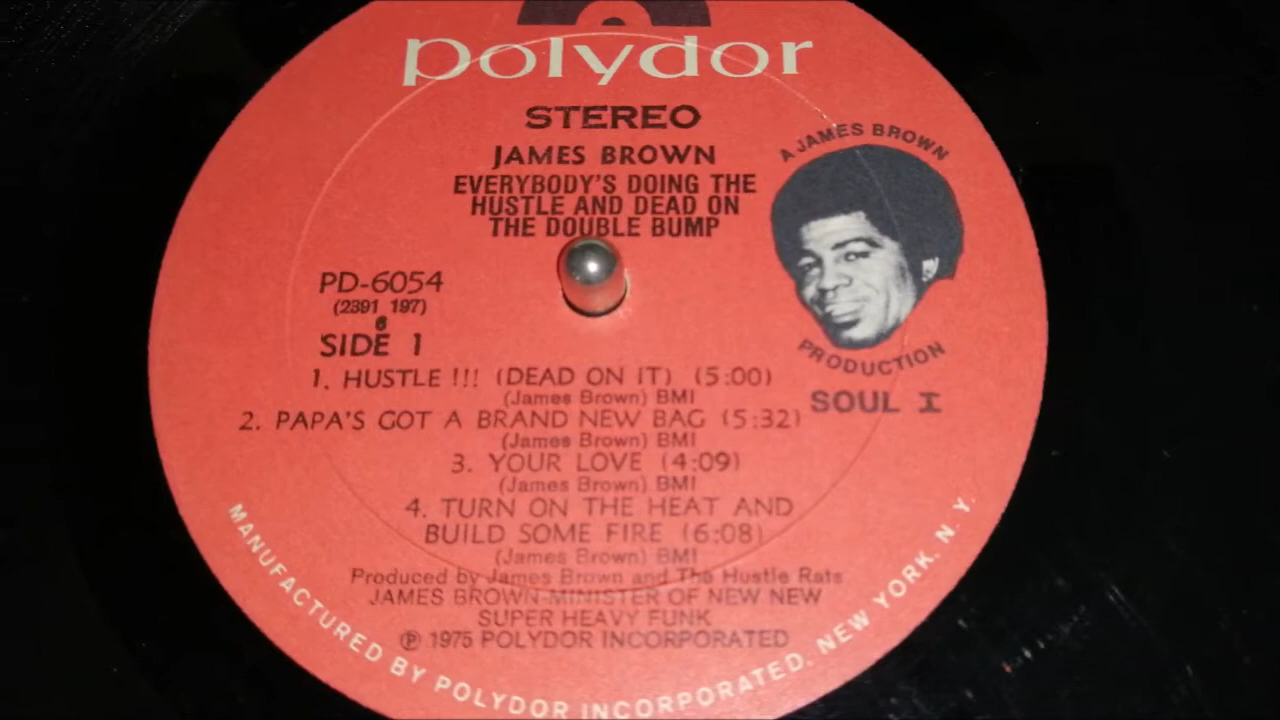 polydor
STEREO
JAMES BROWN
EVERYBODY'S DOING THE
HUSTLE AND DEAD ON
THE DOUBLE BUMP
A JAMES BROWN
PRODUCTION
SOUL I
PD-6054
(2391 197)
6
SIDE 1
1. HUSTLE !!! (DEAD ON IT) (5:00)
(James Brown) BMI
2. PAPA'S GOT A BRAND NEW BAG (5:32)
(James Brown) BMI
3. YOUR LOVE (4:09)
(James Brown) BMI
4. TURN ON THE HEAT AND
BUILD SOME FIRE (6:08)
(James Brown) BMI
Produced by James Brown and The Hustle Rats
JAMES BROWN-MINISTER OF NEW NEW
SUPER HEAVY FUNK
Ⓟ 1975 POLYDOR INCORPORATED
MANUFACTURED BY POLYDOR INCORPORATED. NEW YORK. N. Y.